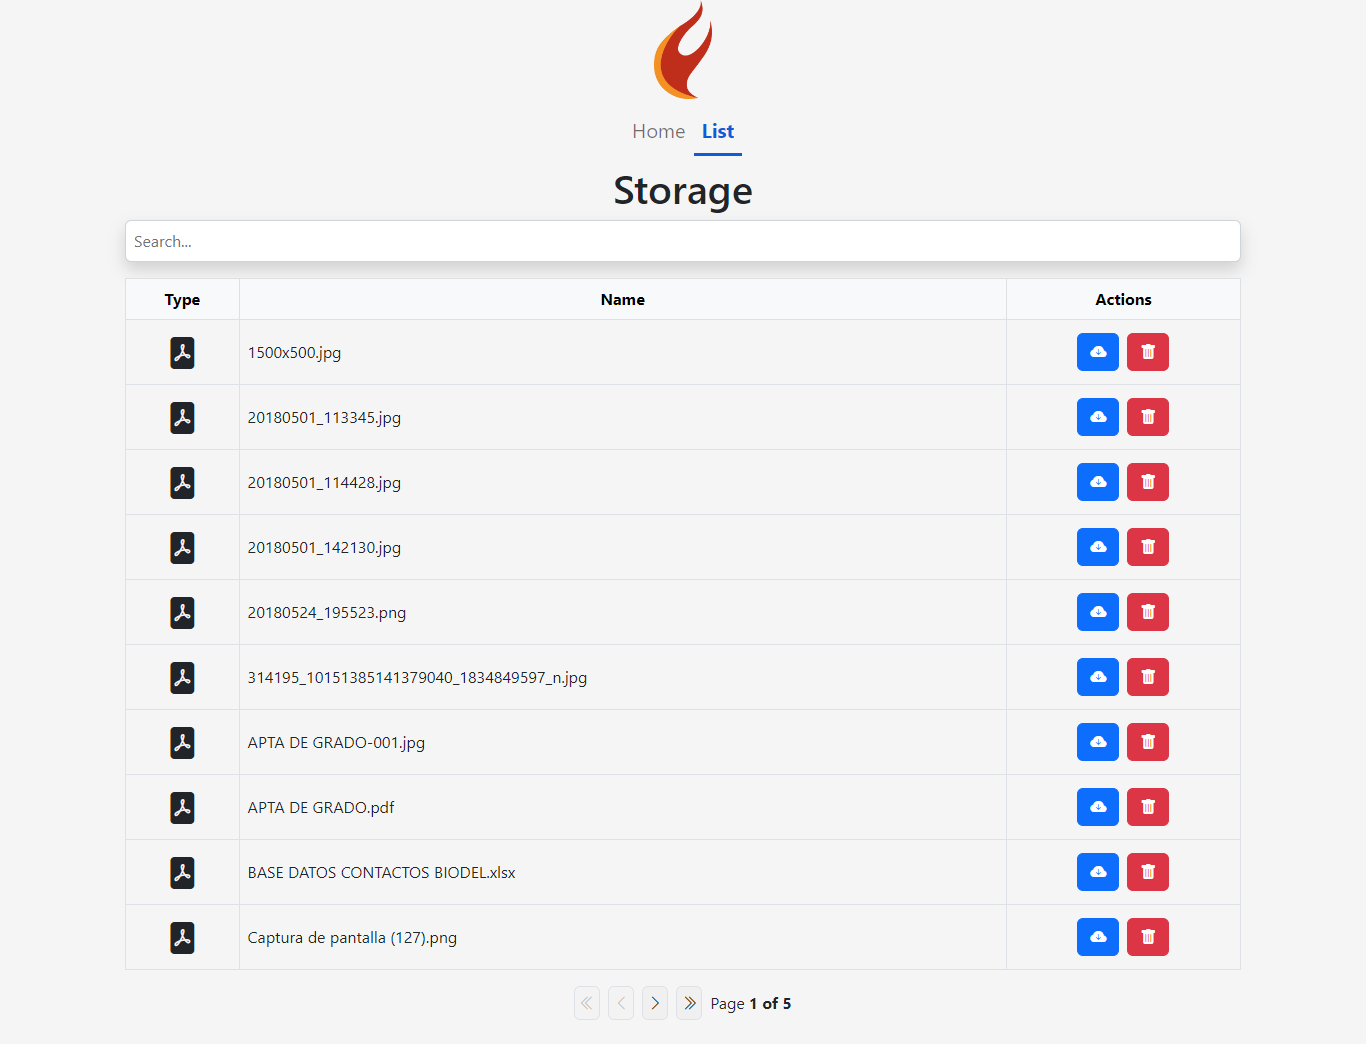 Home List
Storage
Search...
Type Name Actions
1500x500.jpg
20180501_113345.jpg
20180501_114428.jpg
20180501_142130.jpg
20180524_195523.png
314195_10151385141379040_1834849597_n.jpg
APTA DE GRADO-001.jpg
APTA DE GRADO.pdf
BASE DATOS CONTACTOS BIODEL.xlsx
Captura de pantalla (127).png
Page 1 of 5